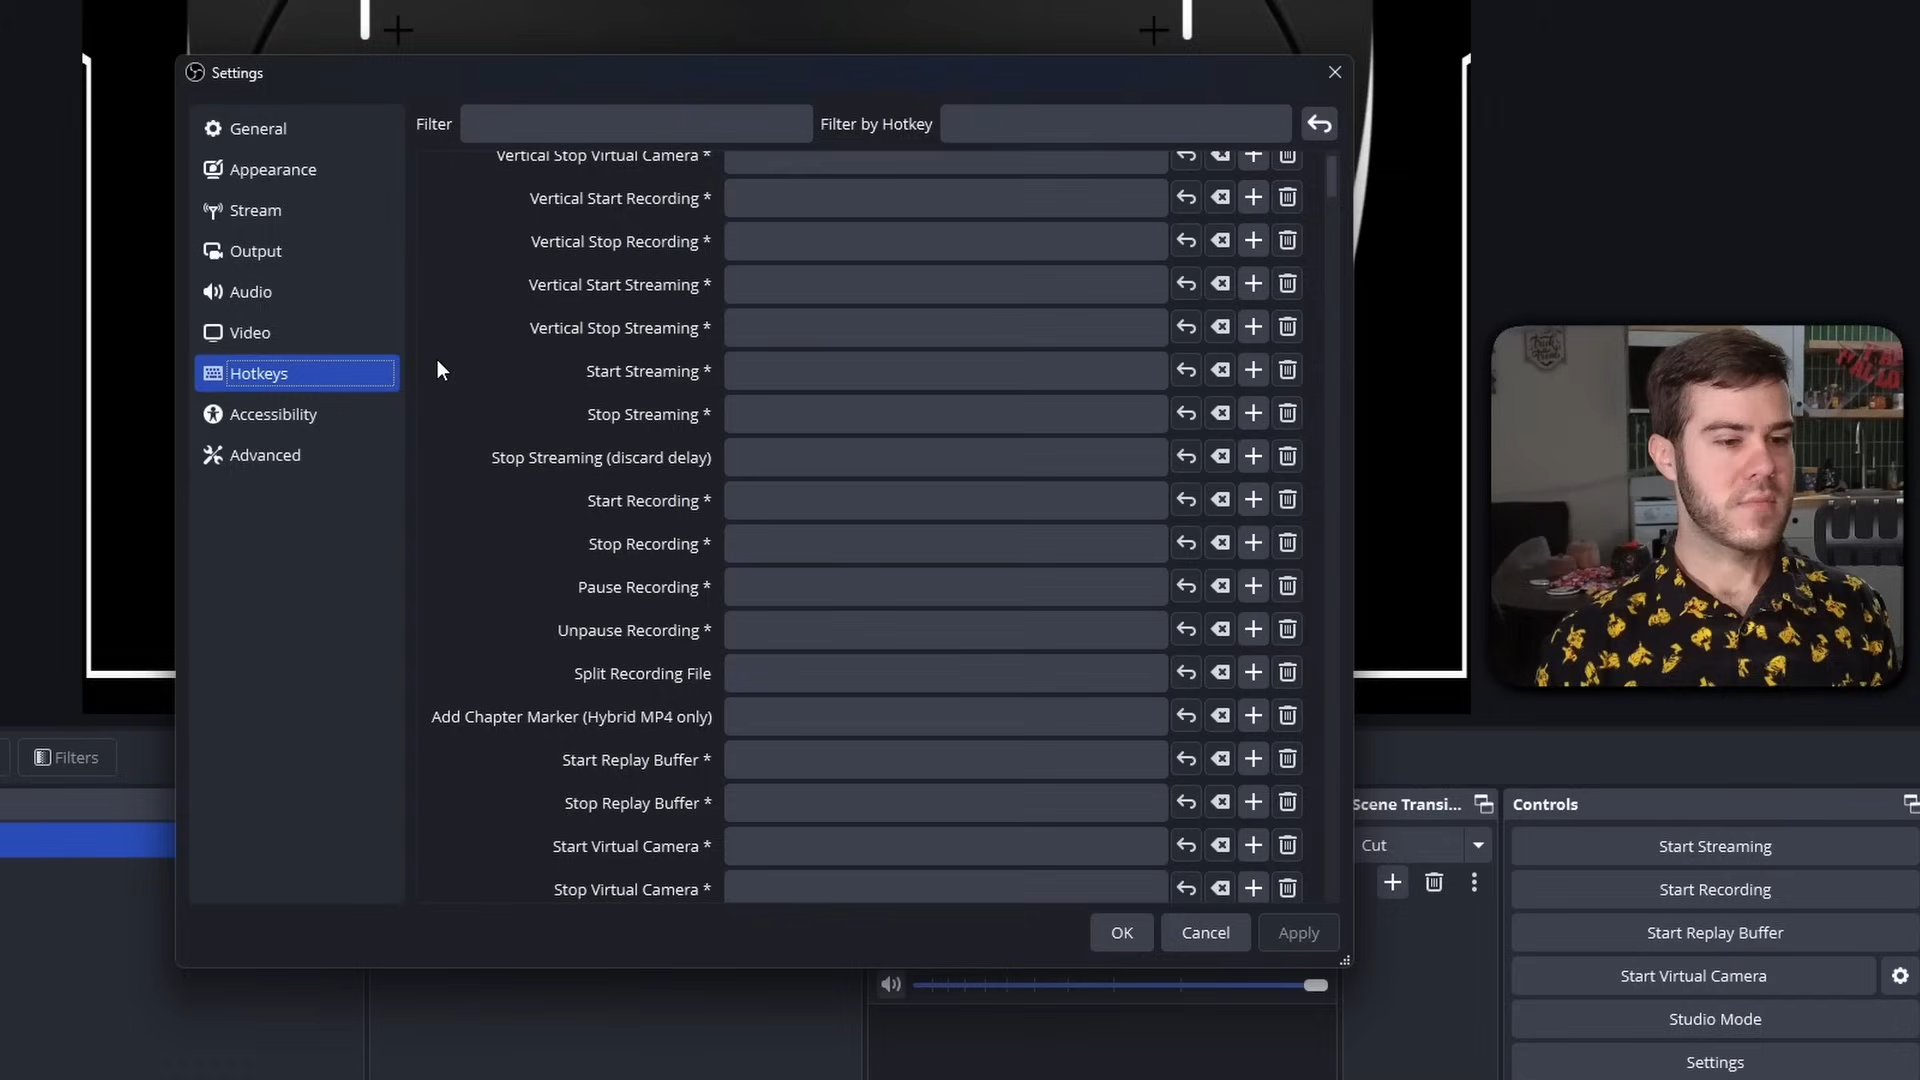 Settings
General
Appearance
Stream
Output
Audio
Video
Hotkeys
Accessibility
Advanced
Filter
Filter by Hotkey
Vertical Stop Virtual Camera *
Vertical Start Recording *
Vertical Stop Recording *
Vertical Start Streaming *
Vertical Stop Streaming *
Start Streaming *
Stop Streaming *
Stop Streaming (discard delay)
Start Recording *
Stop Recording *
Pause Recording *
Unpause Recording *
Split Recording File
Add Chapter Marker (Hybrid MP4 only)
Start Replay Buffer *
Stop Replay Buffer *
Start Virtual Camera *
Stop Virtual Camera *
OK
Cancel
Apply
Filters
Scene Transi...
Cut
Controls
Start Streaming
Start Recording
Start Replay Buffer
Start Virtual Camera
Studio Mode
Settings